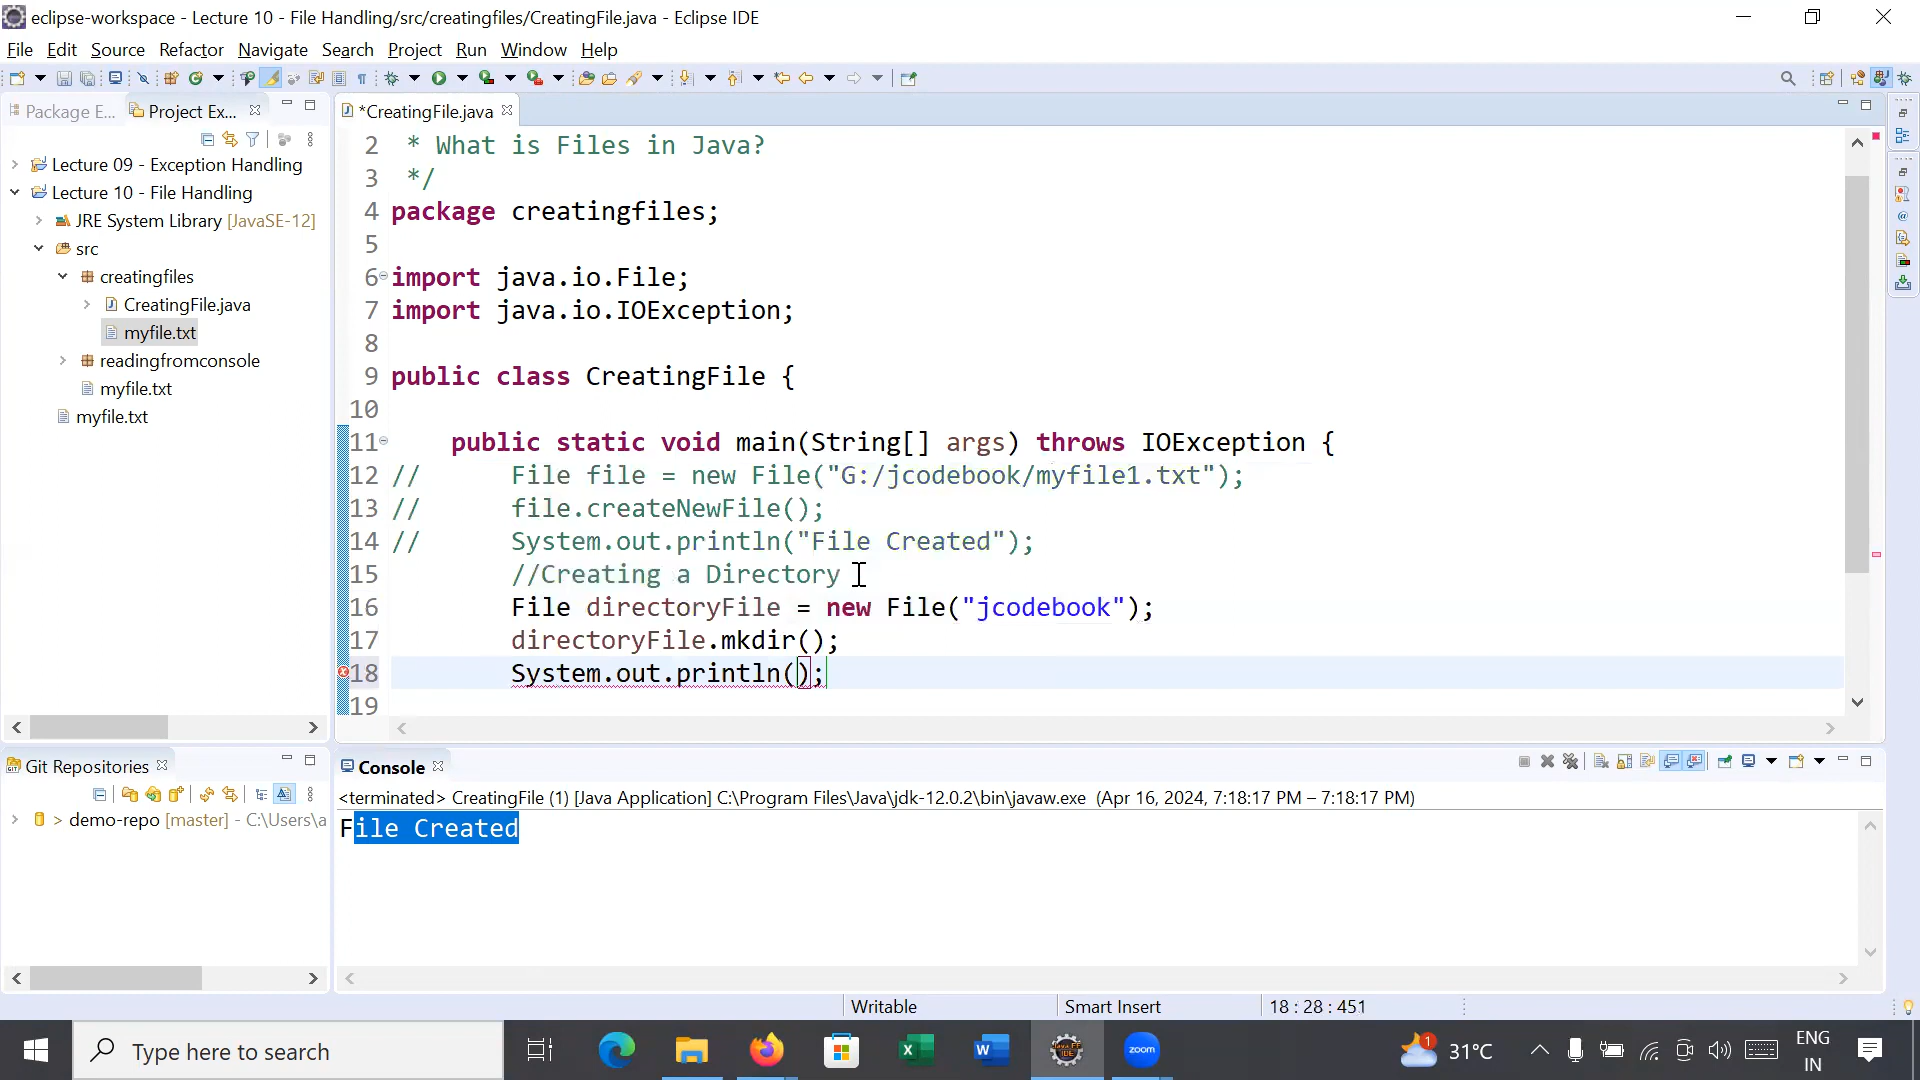 eclipse-workspace - Lecture 10 - File Handling/src/creatingfiles/CreatingFile.java - Eclipse IDE
File Edit Source Refactor Navigate Search Project Run Window Help
Package E...
Project Ex...
Lecture 09 - Exception Handling
Lecture 10 - File Handling
JRE System Library [JavaSE-12]
src
creatingfiles
CreatingFile.java
myfile.txt
readingfromconsole
myfile.txt
myfile.txt
*CreatingFile.java
2 * What is Files in Java?
3 */
4 package creatingfiles;
5
6 import java.io.File;
7 import java.io.IOException;
8
9 public class CreatingFile {
10
11 public static void main(String[] args) throws IOException {
12 // File file = new File("G:/jcodebook/myfile1.txt");
13 // file.createNewFile();
14 // System.out.println("File Created");
15 //Creating a Directory
16 File directoryFile = new File("jcodebook");
17 directoryFile.mkdir();
18 System.out.println();
19
Git Repositories
> demo-repo [master] - C:\Users\a
Console
<terminated> CreatingFile (1) [Java Application] C:\Program Files\Java\jdk-12.0.2\bin\javaw.exe (Apr 16, 2024, 7:18:17 PM – 7:18:17 PM)
File Created
Writable
Smart Insert
18 : 28 : 451
Type here to search
zoom
1
31°C
ENG
IN